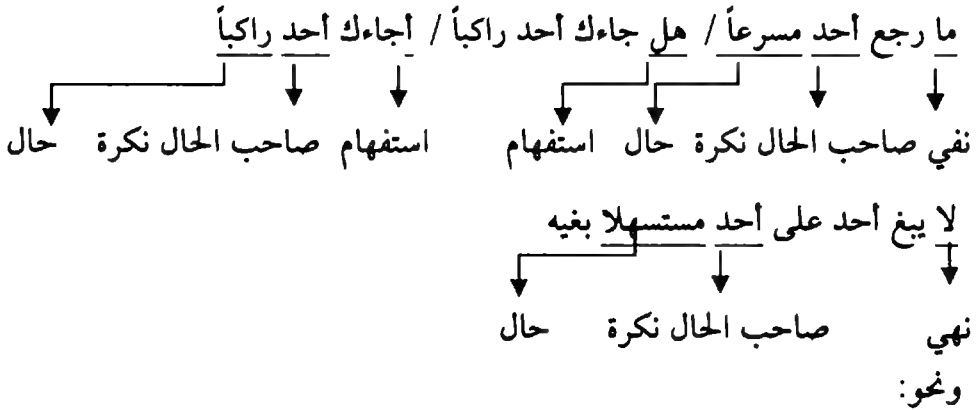 ما رجع أحد مسرعاً / هل جاءك أحد راكباً / أجاءك أحد راكباً
نفي صاحب الحال نكرة حال استفهام استفهام صاحب الحال نكرة حال
لا يبغ أحد على أحد مستسهلا بغيه
نهي صاحب الحال نكرة حال
ونحو: